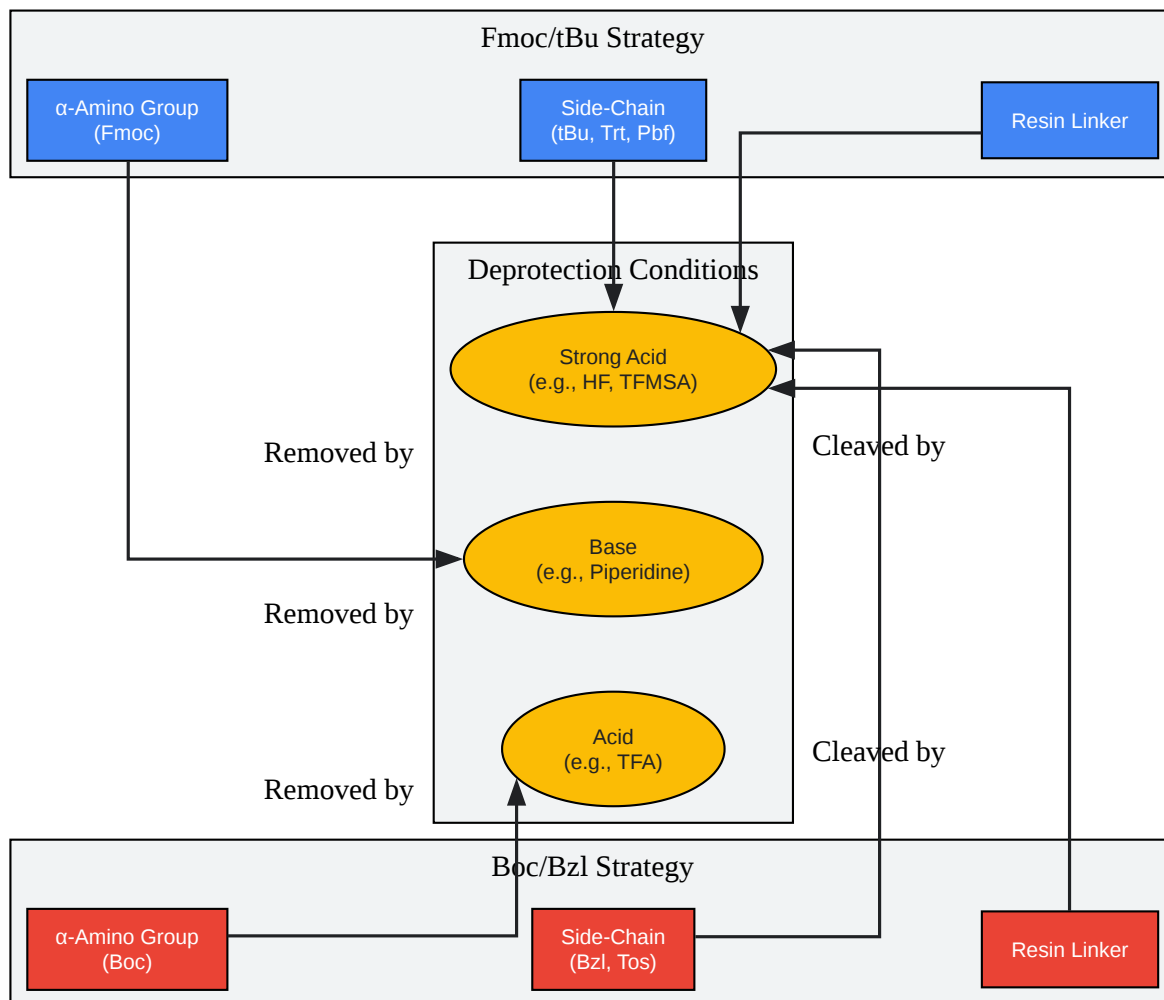 Fmoc/tBu Strategy
α-Amino Group
(Fmoc)
Side-Chain
(tBu, Trt, Pbf)
Resin Linker
Deprotection Conditions
Strong Acid
(e.g., HF, TFMSA)
Removed by
Cleaved by
Base
(e.g., Piperidine)
Removed by
Acid
(e.g., TFA)
Cleaved by
Removed by
Boc/Bzl Strategy
α-Amino Group
(Boc)
Side-Chain
(Bzl, Tos)
Resin Linker